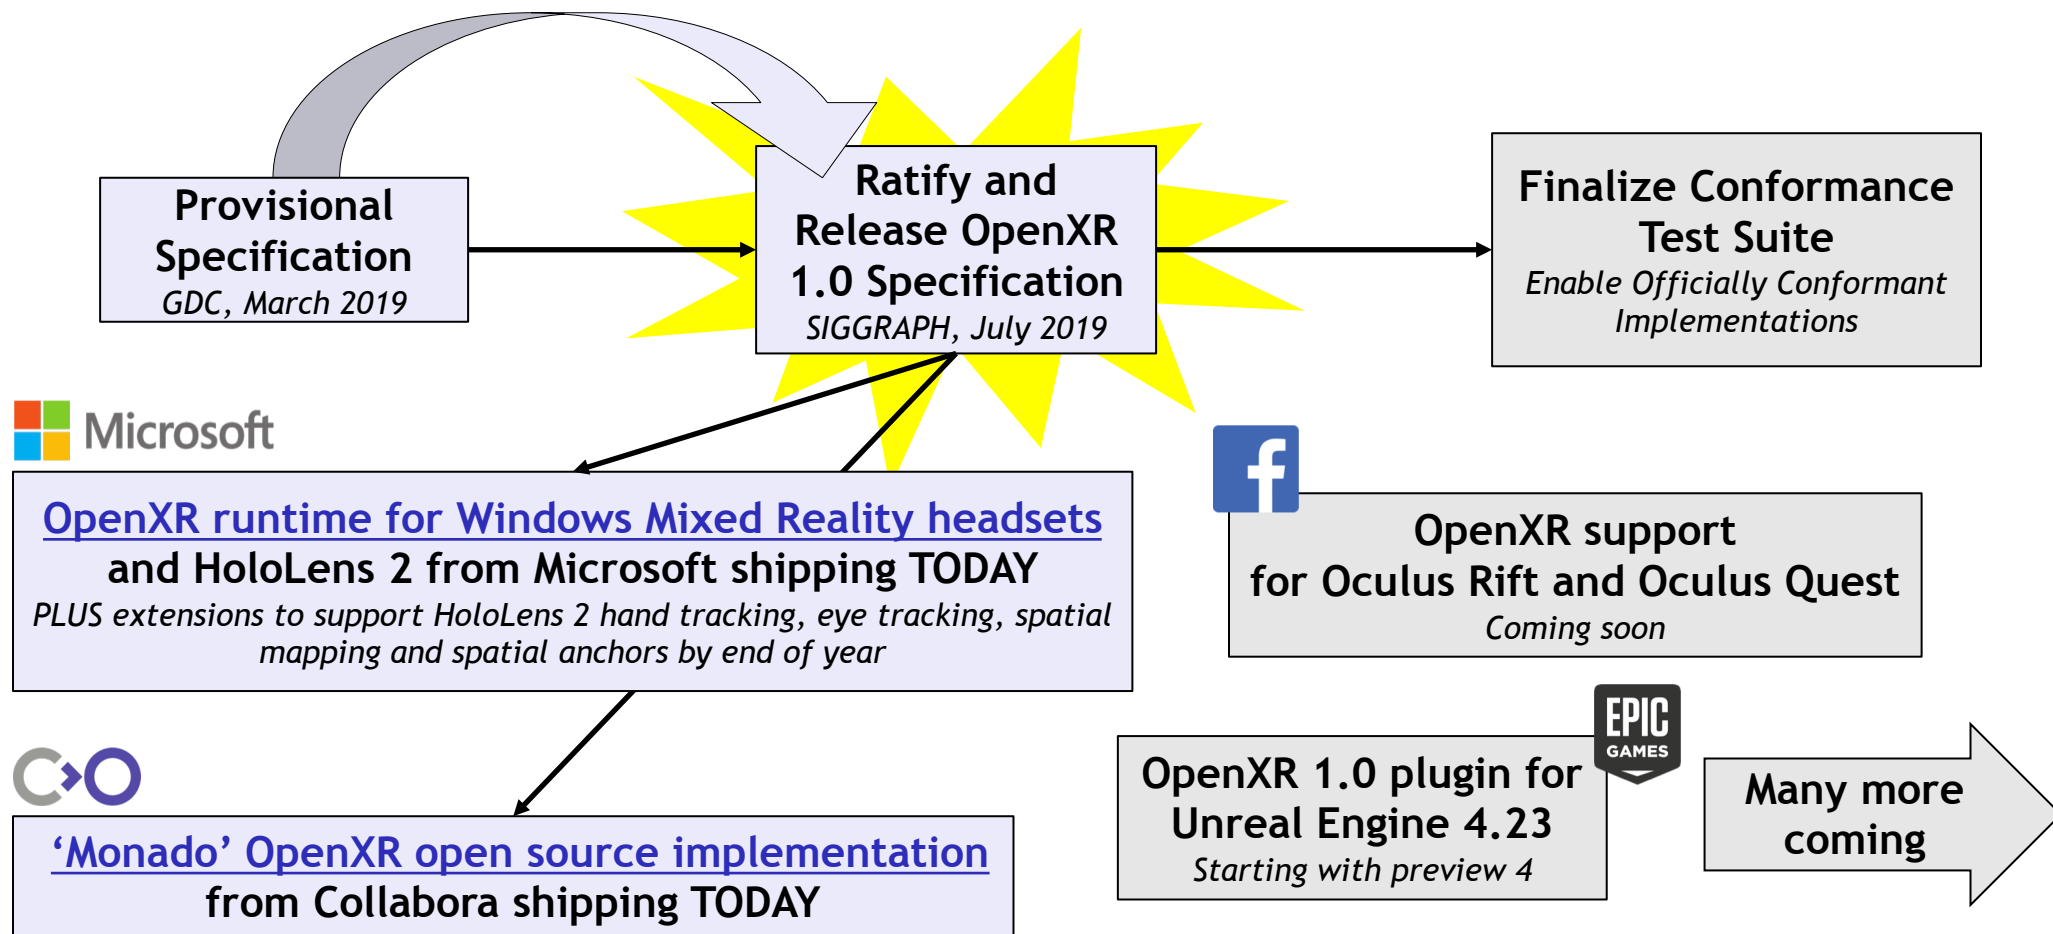 Provisional
Specification
GDC, March 2019
Ratify and
Release OpenXR
1.0 Specification
SIGGRAPH, July 2019
Finalize Conformance
Test Suite
Enable Officially Conformant
Implementations
Microsoft
OpenXR runtime for Windows Mixed Reality headsets
and HoloLens 2 from Microsoft shipping TODAY
PLUS extensions to support HoloLens 2 hand tracking, eye tracking, spatial
mapping and spatial anchors by end of year
f
OpenXR support
for Oculus Rift and Oculus Quest
Coming soon
‘Monado’ OpenXR open source implementation
from Collabora shipping TODAY
EPIC
GAMES
OpenXR 1.0 plugin for
Unreal Engine 4.23
Starting with preview 4
Many more
coming